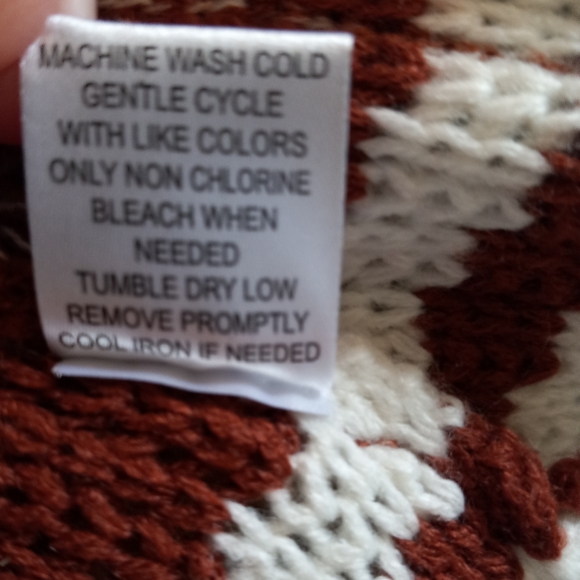 MACHINE WASH COLD
GENTLE CYCLE
WITH LIKE COLORS
ONLY NON CHLORINE
BLEACH WHEN
NEEDED
TUMBLE DRY LOW
REMOVE PROMPTLY
COOL IRON IF NEEDED